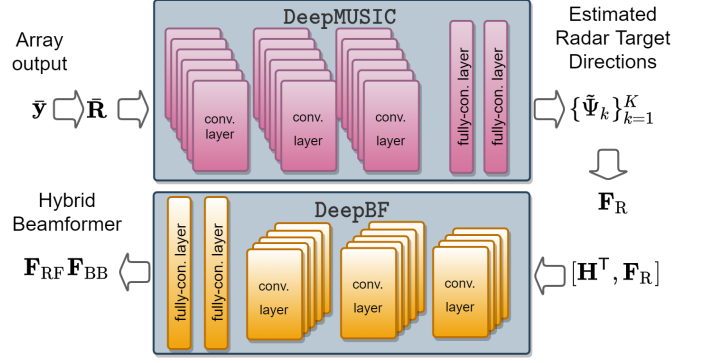 DeepMUSIC
Array
output
ȳ
R̄
conv.
layer
conv.
layer
conv.
layer
fully-con. layer
fully-con. layer
Estimated
Radar Target
Directions
{Ψ̃ₖ}ᴷₖ₌₁
F_R
DeepBF
Hybrid
Beamformer
F_RF F_BB
fully-con. layer
fully-con. layer
conv.
layer
conv.
layer
conv.
layer
[H^T, F_R]